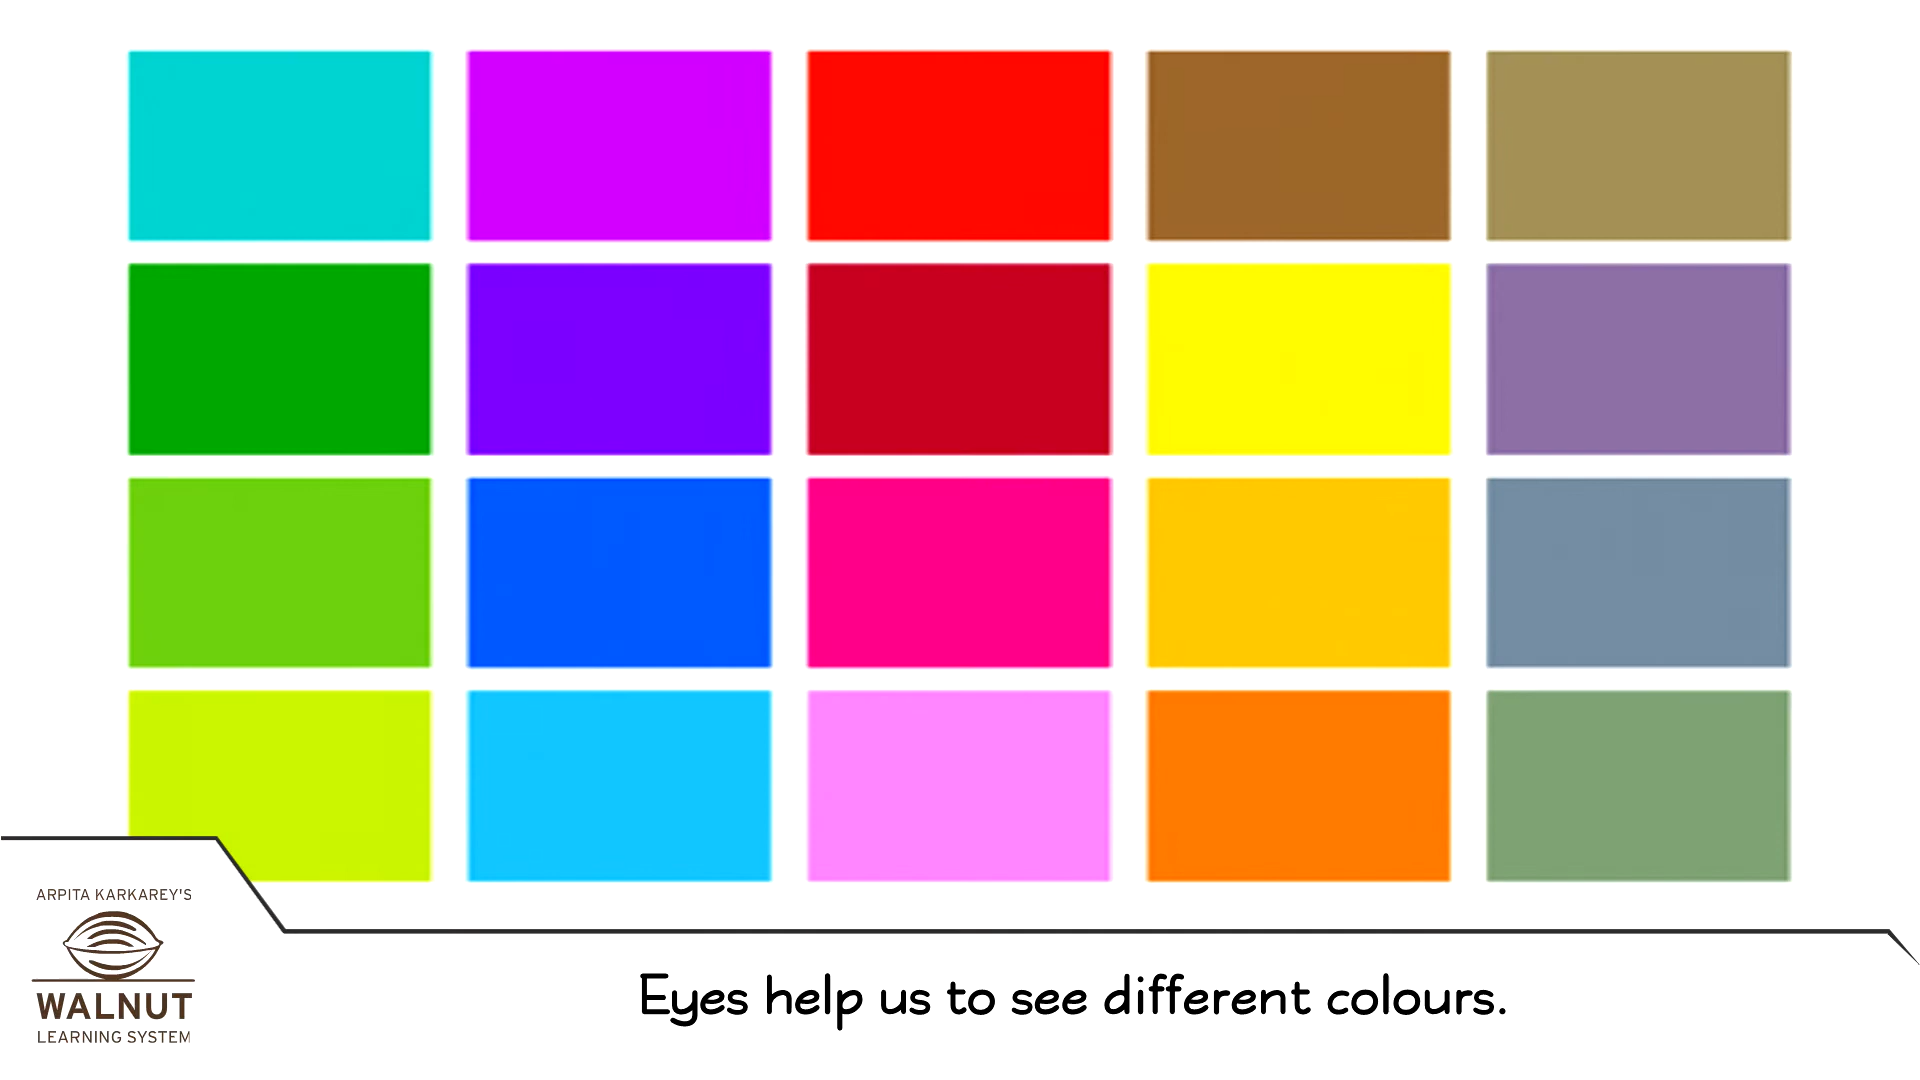 ARPITA KARKAREY'S
WALNUT
LEARNING SYSTEM
Eyes help us to see different colours.